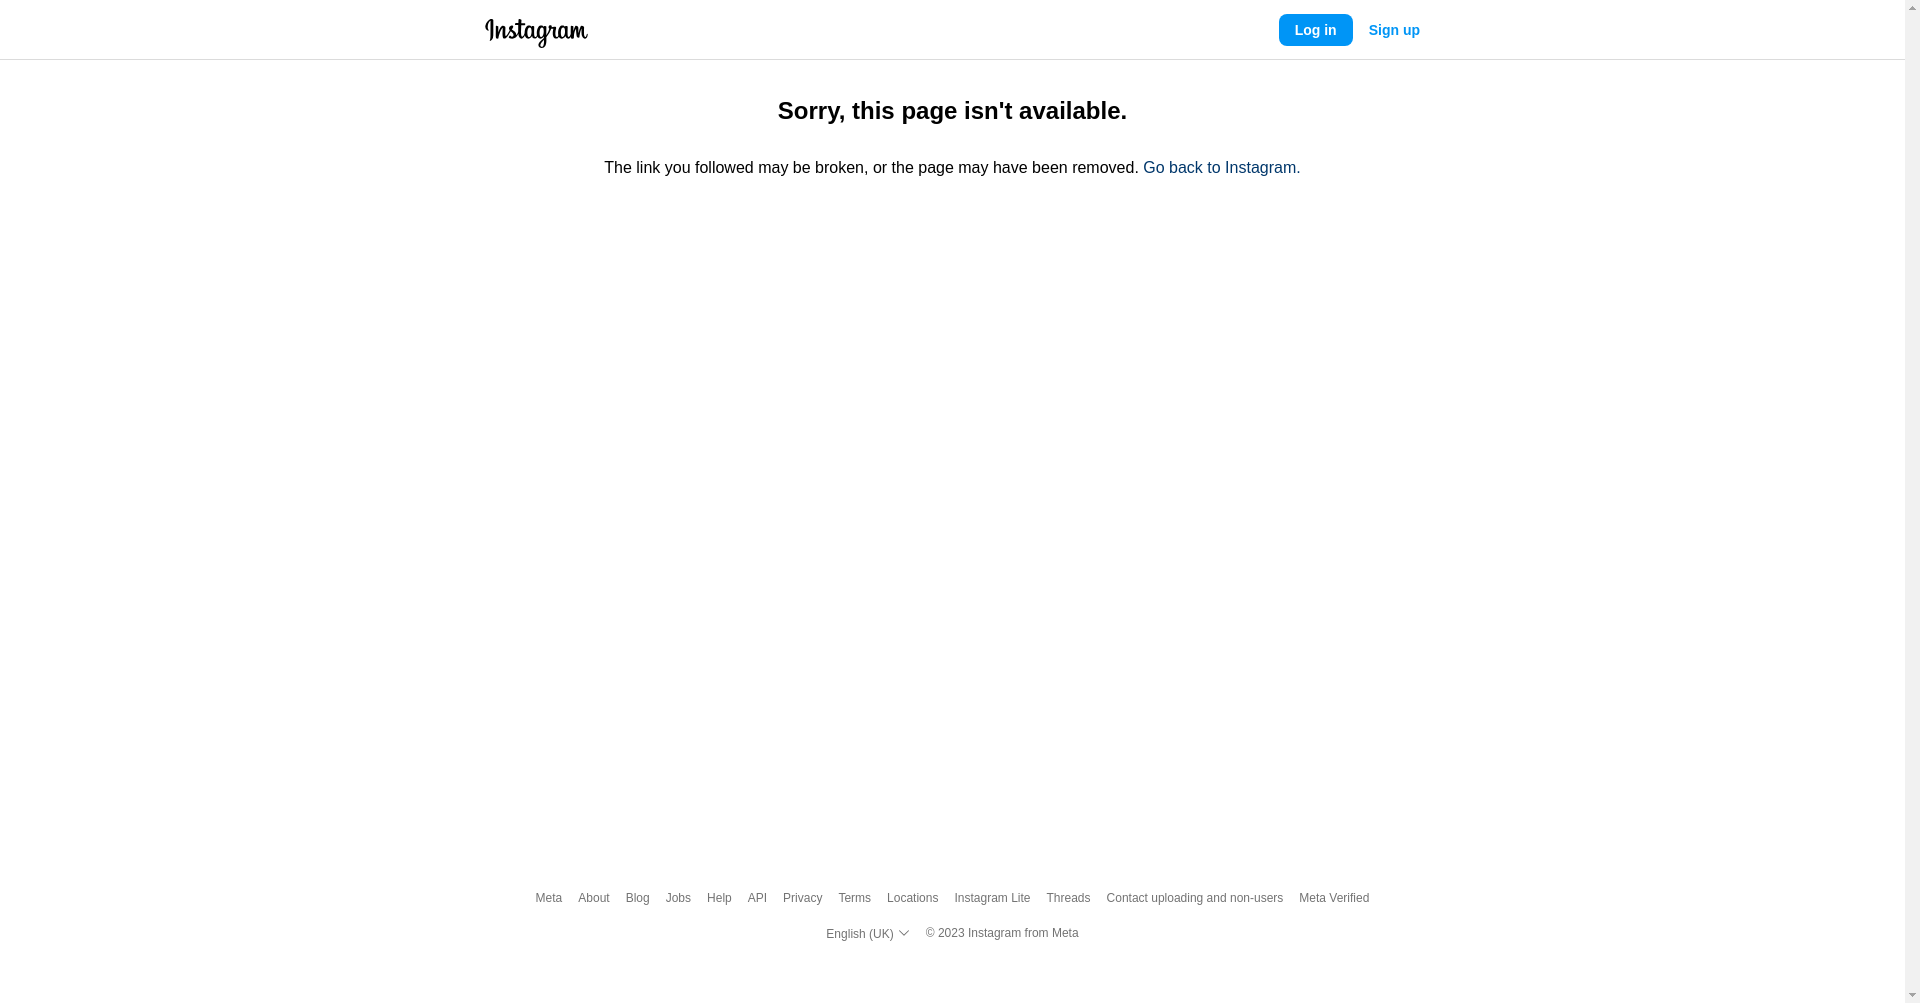 Instagram
Log in
Sign up
Sorry, this page isn't available.
The link you followed may be broken, or the page may have been removed. Go back to Instagram.
Meta About Blog Jobs Help API Privacy Terms Locations Instagram Lite Threads Contact uploading and non-users Meta Verified
English (UK) © 2023 Instagram from Meta